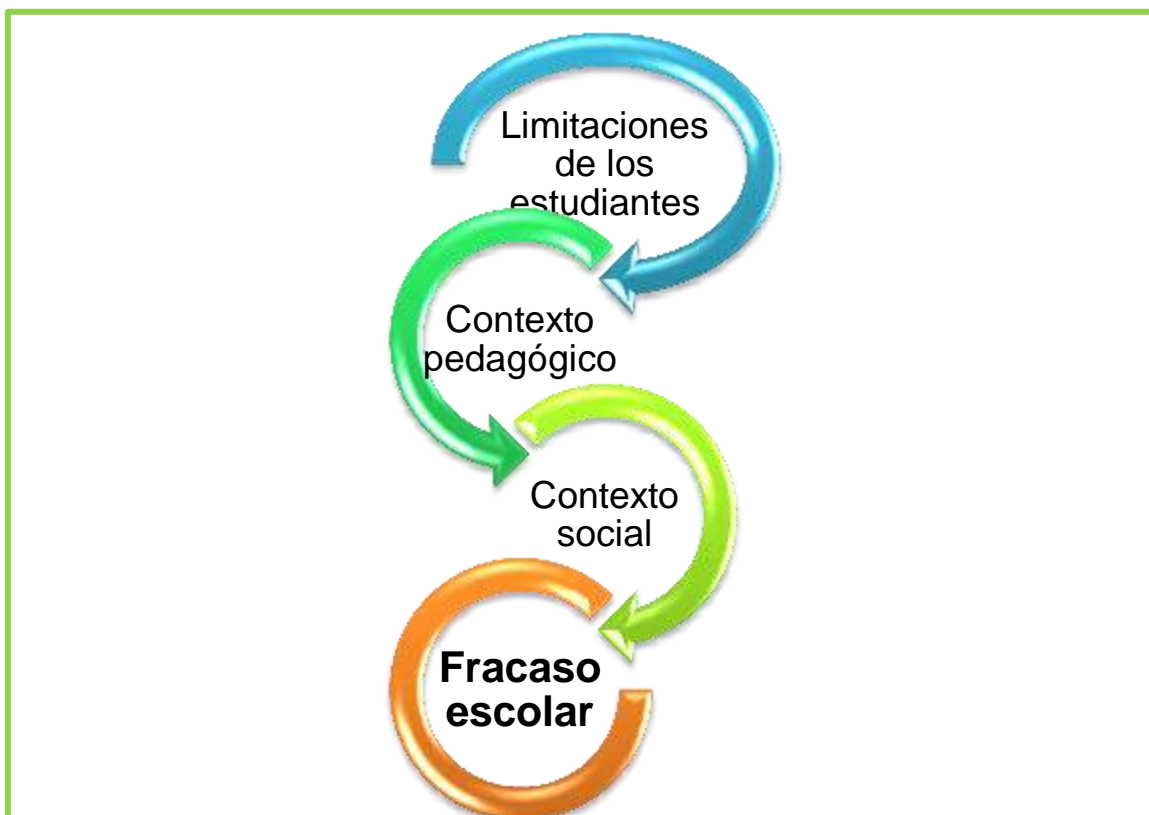 Limitaciones
de los
estudiantes
Contexto
pedagógico
Contexto
social
Fracaso
escolar